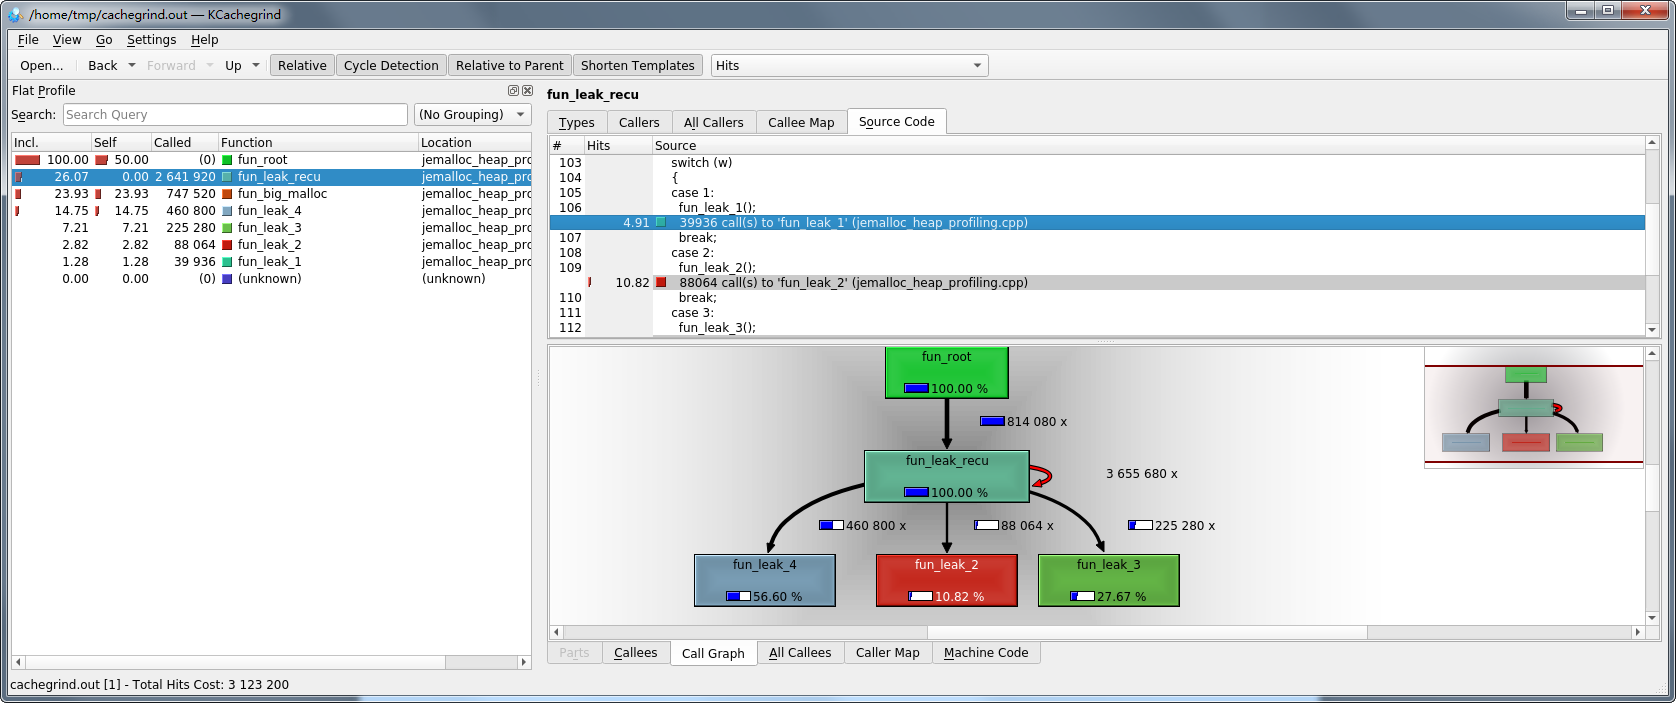 /home/tmp/cachegrind.out — KCachegrind
File View Go Settings Help
Open... Back Forward Up Relative Cycle Detection Relative to Parent Shorten Templates Hits
Flat Profile
Search: Search Query (No Grouping)
Incl. Self Called Function Location
100.00 50.00 (0) fun_root jemalloc_heap_pro
26.07 0.00 2 641 920 fun_leak_recu jemalloc_heap_pro
23.93 23.93 747 520 fun_big_malloc jemalloc_heap_pro
14.75 14.75 460 800 fun_leak_4 jemalloc_heap_pro
7.21 7.21 225 280 fun_leak_3 jemalloc_heap_pro
2.82 2.82 88 064 fun_leak_2 jemalloc_heap_pro
1.28 1.28 39 936 fun_leak_1 jemalloc_heap_pro
0.00 0.00 (0) (unknown) (unknown)
fun_leak_recu
Types Callers All Callers Callee Map Source Code
# Hits Source
103 switch (w)
104 {
105 case 1:
106 fun_leak_1();
4.91 39936 call(s) to 'fun_leak_1' (jemalloc_heap_profiling.cpp)
107 break;
108 case 2:
109 fun_leak_2();
10.82 88064 call(s) to 'fun_leak_2' (jemalloc_heap_profiling.cpp)
110 break;
111 case 3:
112 fun_leak_3();
fun_root
100.00 %
814 080 x
fun_leak_recu
100.00 %
3 655 680 x
460 800 x 88 064 x 225 280 x
fun_leak_4 fun_leak_2 fun_leak_3
56.60 % 10.82 % 27.67 %
Parts Callees Call Graph All Callees Caller Map Machine Code
cachegrind.out [1] - Total Hits Cost: 3 123 200